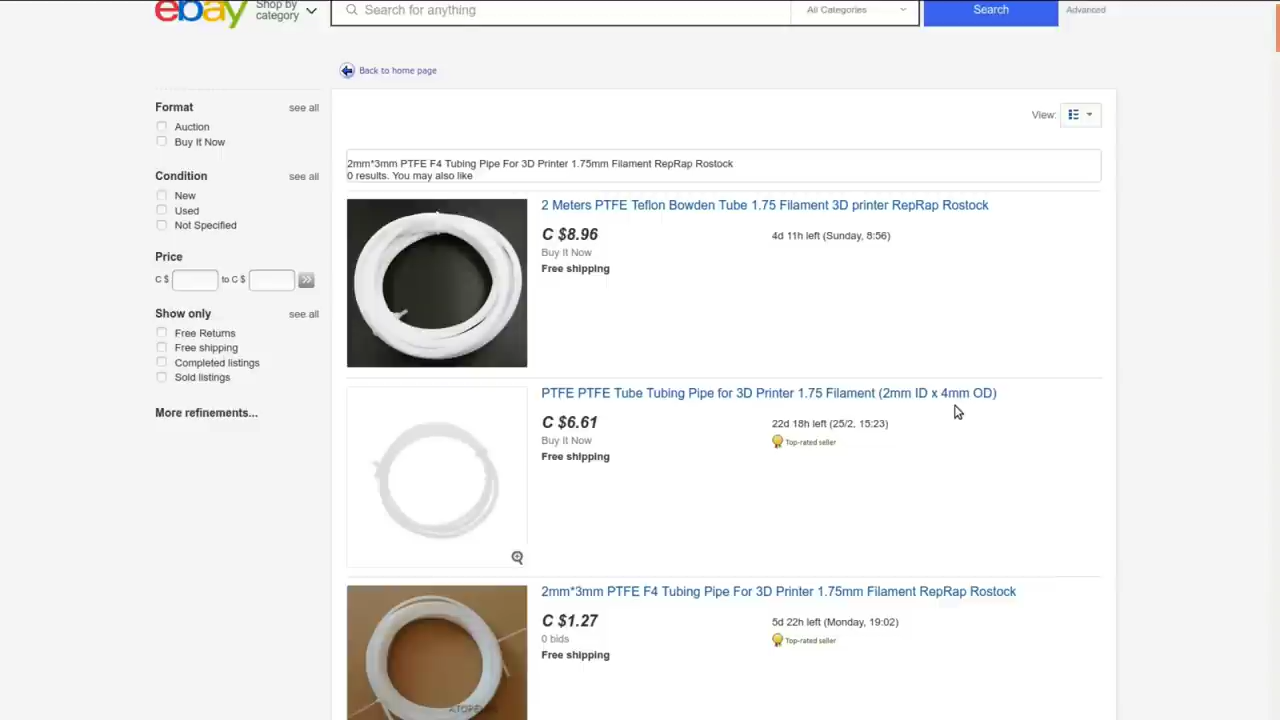 ebay
Shop by
category
Search for anything
All Categories
Search
Advanced
Back to home page
Format
see all
Auction
Buy It Now
Condition
see all
New
Used
Not Specified
Price
C $
to C $
Show only
see all
Free Returns
Free shipping
Completed listings
Sold listings
More refinements...
View:
2mm*3mm PTFE F4 Tubing Pipe For 3D Printer 1.75mm Filament RepRap Rostock
0 results. You may also like
2 Meters PTFE Teflon Bowden Tube 1.75 Filament 3D printer RepRap Rostock
C $8.96
4d 11h left (Sunday, 8:56)
Buy It Now
Free shipping
PTFE PTFE Tube Tubing Pipe for 3D Printer 1.75 Filament (2mm ID x 4mm OD)
C $6.61
22d 18h left (25/2, 15:23)
Buy It Now
Top-rated seller
Free shipping
2mm*3mm PTFE F4 Tubing Pipe For 3D Printer 1.75mm Filament RepRap Rostock
C $1.27
5d 22h left (Monday, 19:02)
0 bids
Top-rated seller
Free shipping